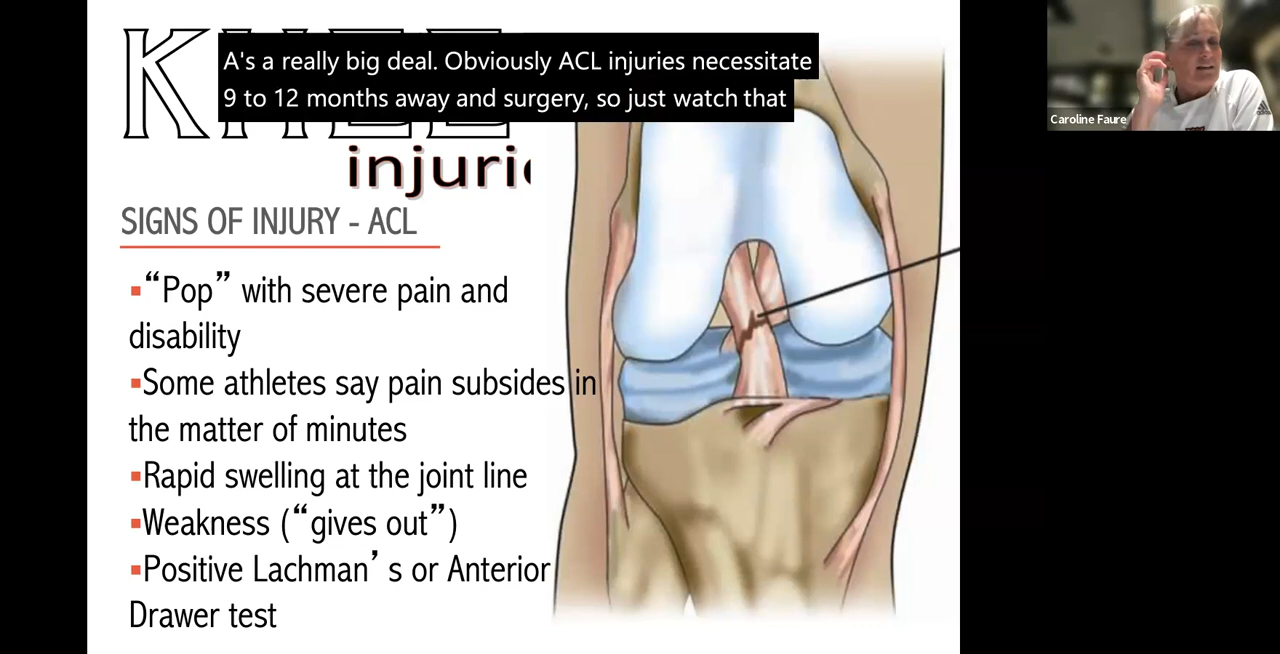 KNEE
A's a really big deal. Obviously ACL injuries necessitate
9 to 12 months away and surgery, so just watch that
injuri
Caroline Faure
SIGNS OF INJURY - ACL
▪“Pop” with severe pain and
disability
▪Some athletes say pain subsides in
the matter of minutes
▪Rapid swelling at the joint line
▪Weakness (“gives out”)
▪Positive Lachman’s or Anterior
Drawer test